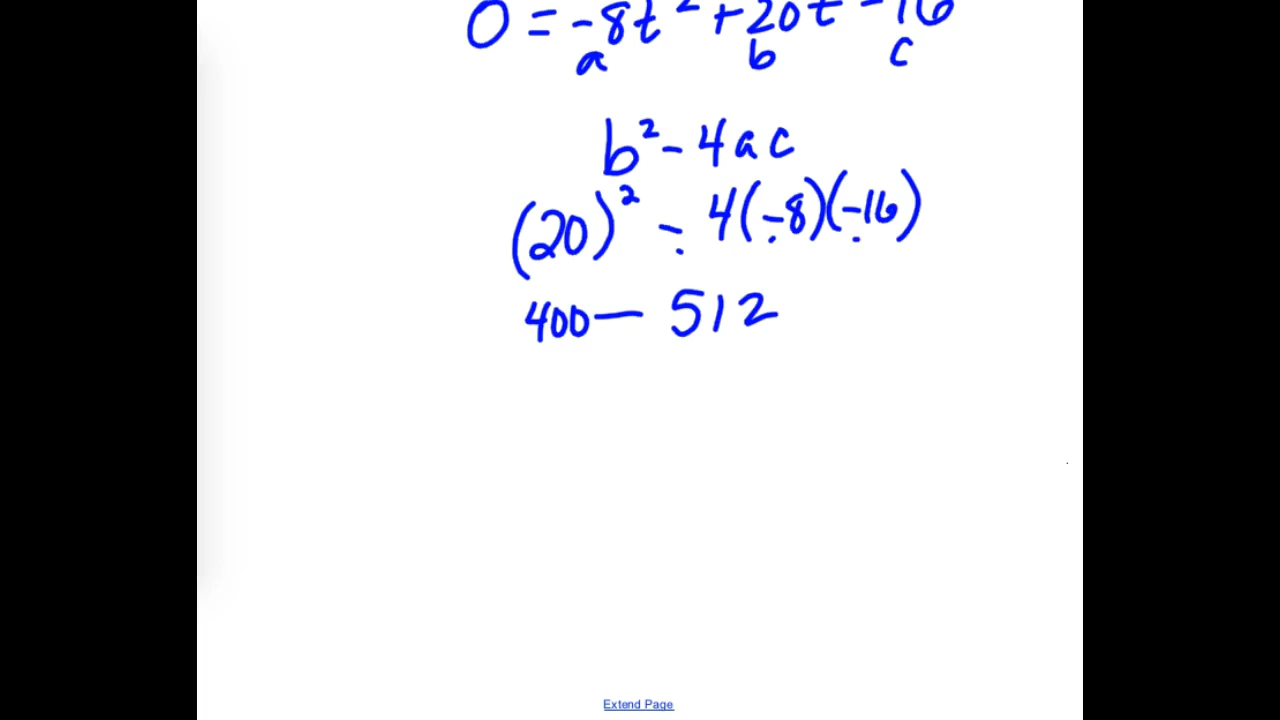 0 = -8t² + 20t - 16
a b c
b² - 4ac
(20)² - 4(-8)(-16)
400 — 512
Extend Page